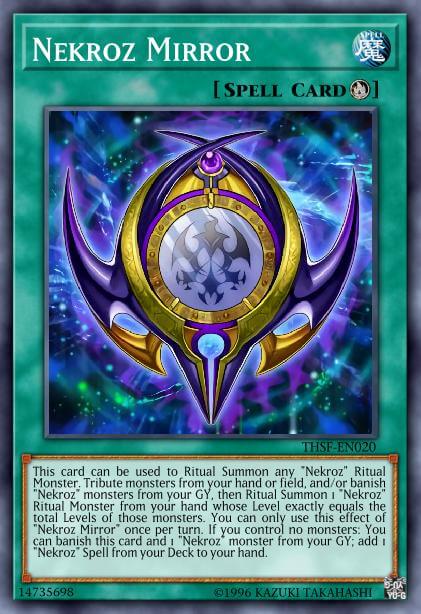 Nekroz Mirror
SPELL
魔
[Spell Card]
THSF-EN020
This card can be used to Ritual Summon any "Nekroz" Ritual
Monster. Tribute monsters from your hand or field, and/or banish
"Nekroz" monsters from your GY, then Ritual Summon 1 "Nekroz"
Ritual Monster from your hand whose Level exactly equals the
total Levels of those monsters. You can only use this effect of
"Nekroz Mirror" once per turn. If you control no monsters: You
can banish this card and 1 "Nekroz" monster from your GY; add 1
"Nekroz" Spell from your Deck to your hand.
14735698
©1996 KAZUKI TAKAHASHI